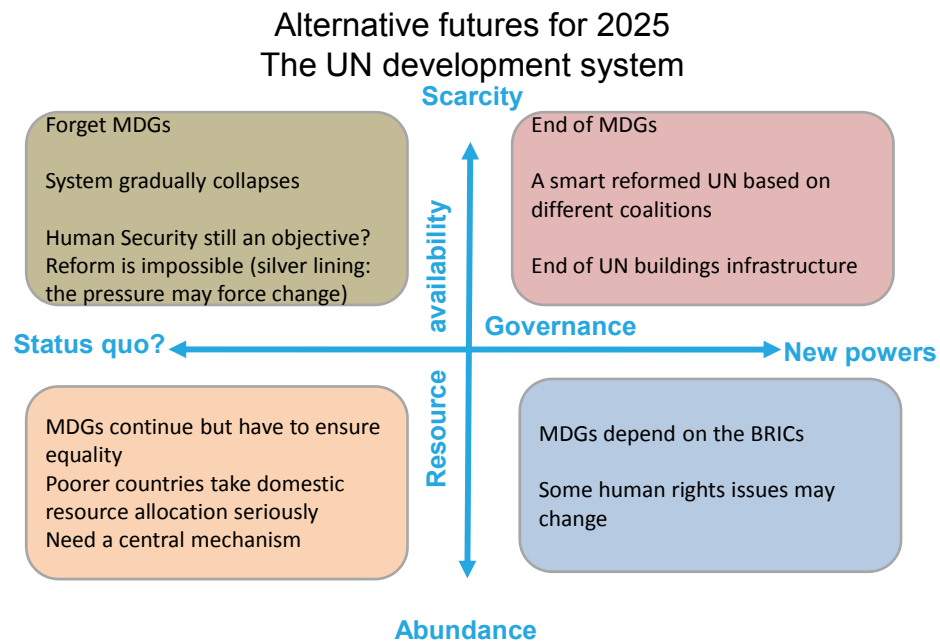 Alternative futures for 2025
The UN development system
Scarcity
Forget MDGs
System gradually collapses
Human Security still an objective?
Reform is impossible (silver lining:
the pressure may force change)
End of MDGs
A smart reformed UN based on
different coalitions
End of UN buildings infrastructure
Resource availability
Governance
Status quo?
New powers
MDGs continue but have to ensure
equality
Poorer countries take domestic
resource allocation seriously
Need a central mechanism
MDGs depend on the BRICs
Some human rights issues may
change
Abundance